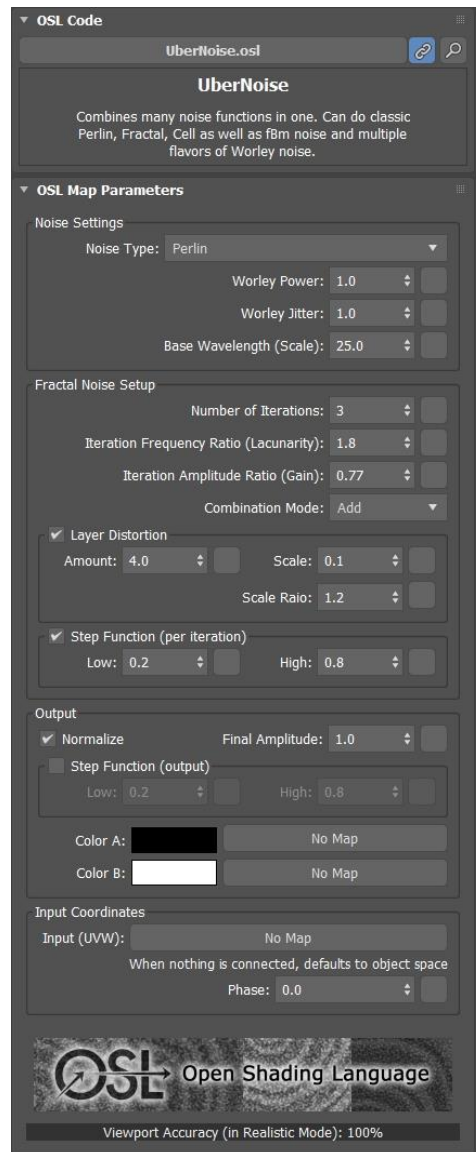 OSL Code
UberNoise.osl
UberNoise
Combines many noise functions in one. Can do classic
Perlin, Fractal, Cell as well as fBm noise and multiple
flavors of Worley noise.
OSL Map Parameters
Noise Settings
Noise Type: Perlin
Worley Power: 1.0
Worley Jitter: 1.0
Base Wavelength (Scale): 25.0
Fractal Noise Setup
Number of Iterations: 3
Iteration Frequency Ratio (Lacunarity): 1.8
Iteration Amplitude Ratio (Gain): 0.77
Combination Mode: Add
Layer Distortion
Amount: 4.0 Scale: 0.1
Scale Raio: 1.2
Step Function (per iteration)
Low: 0.2 High: 0.8
Output
Normalize Final Amplitude: 1.0
Step Function (output)
Low: 0.2 High: 0.8
Color A: No Map
Color B: No Map
Input Coordinates
Input (UVW): No Map
When nothing is connected, defaults to object space
Phase: 0.0
OSL Open Shading Language
Viewport Accuracy (in Realistic Mode): 100%